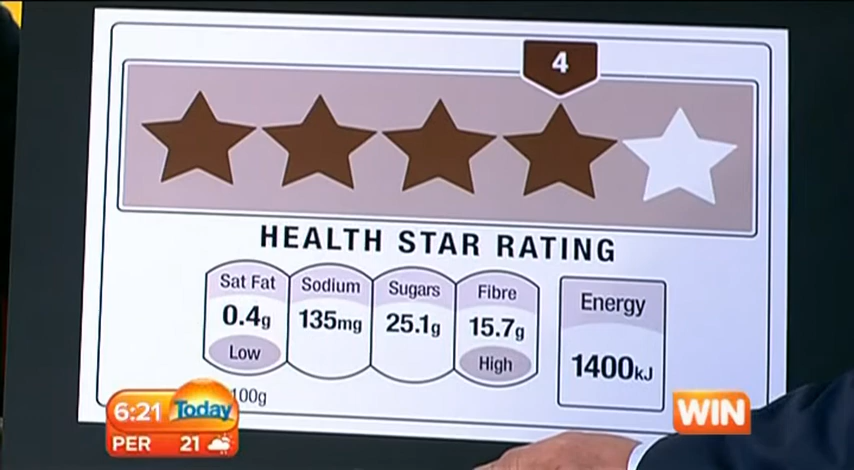 4
HEALTH STAR RATING
Sat Fat
0.4g
Low
Sodium
135mg
Sugars
25.1g
Fibre
15.7g
High
Energy
1400kJ
100g
6:21 Today
PER 21
WIN